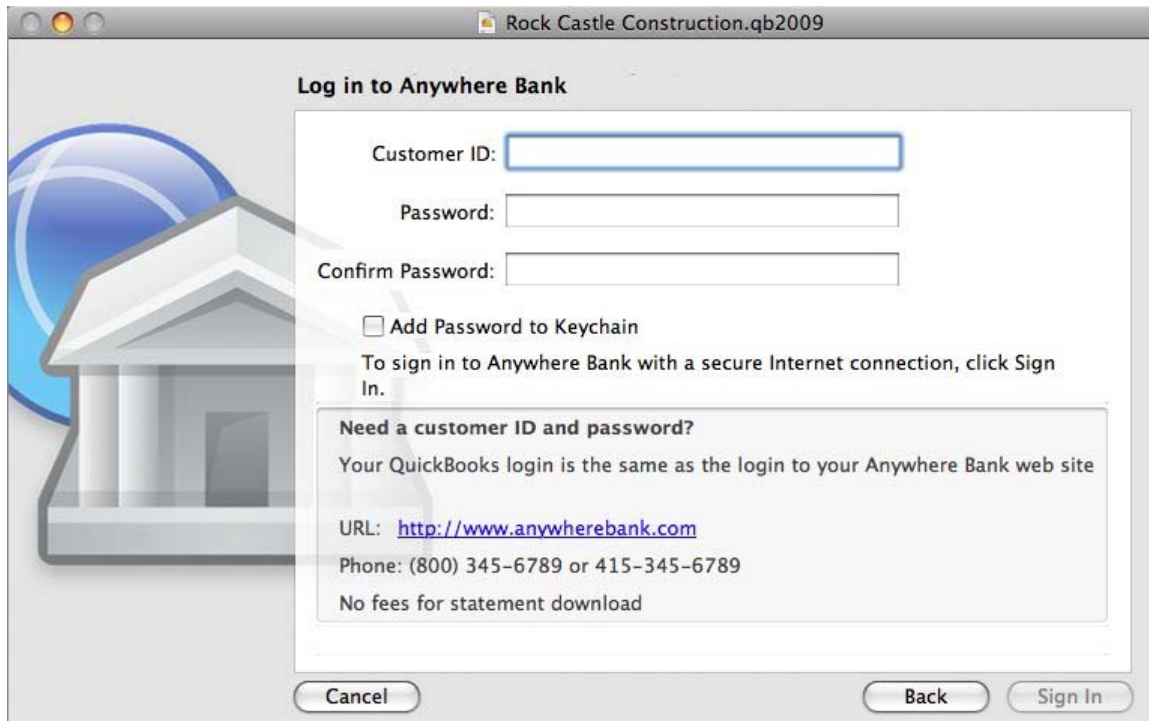 Rock Castle Construction.qb2009
Log in to Anywhere Bank
Customer ID:
Password:
Confirm Password:
Add Password to Keychain
To sign in to Anywhere Bank with a secure Internet connection, click Sign
In.
Need a customer ID and password?
Your QuickBooks login is the same as the login to your Anywhere Bank web site
URL: http://www.anywherebank.com
Phone: (800) 345-6789 or 415-345-6789
No fees for statement download
Cancel
Back
Sign In